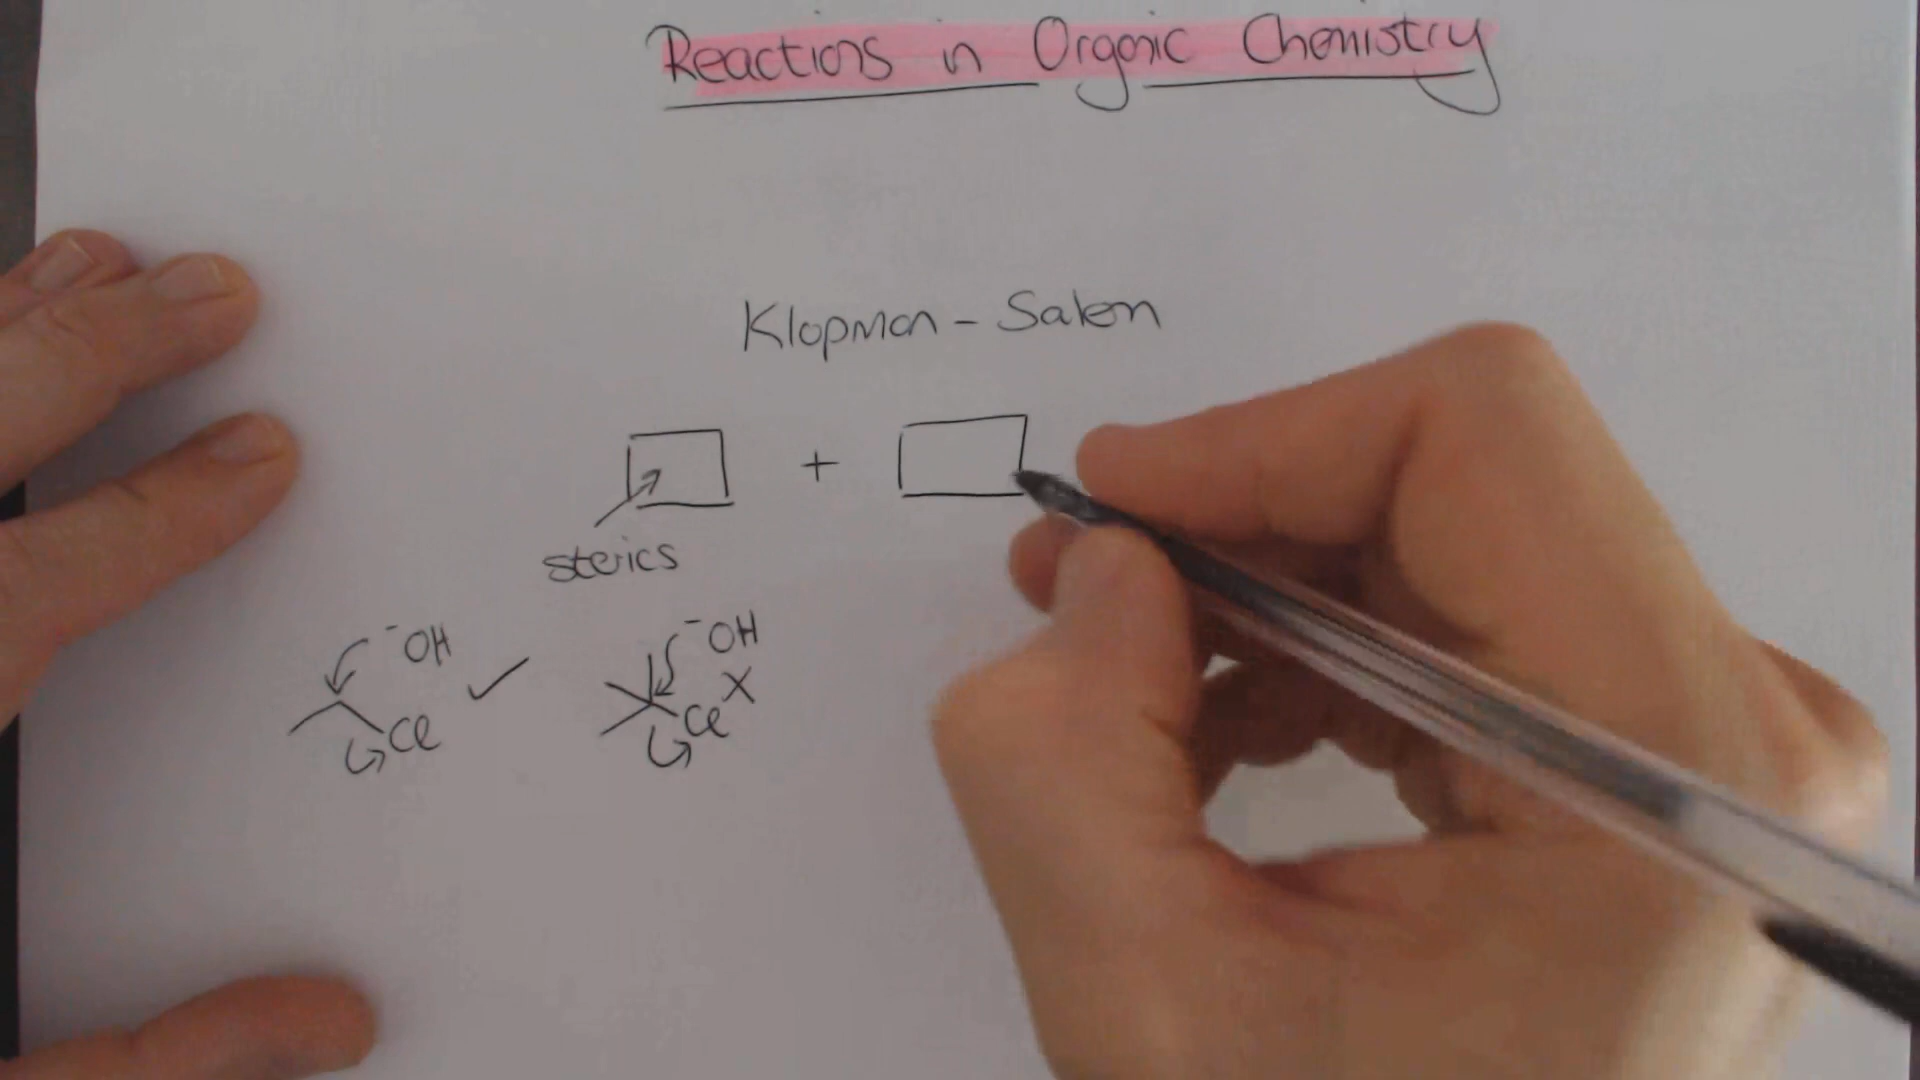 Reactions in Organic Chemistry
Klopman - Salem
+
sterics
⁻OH ⁻OH
Cl Cl